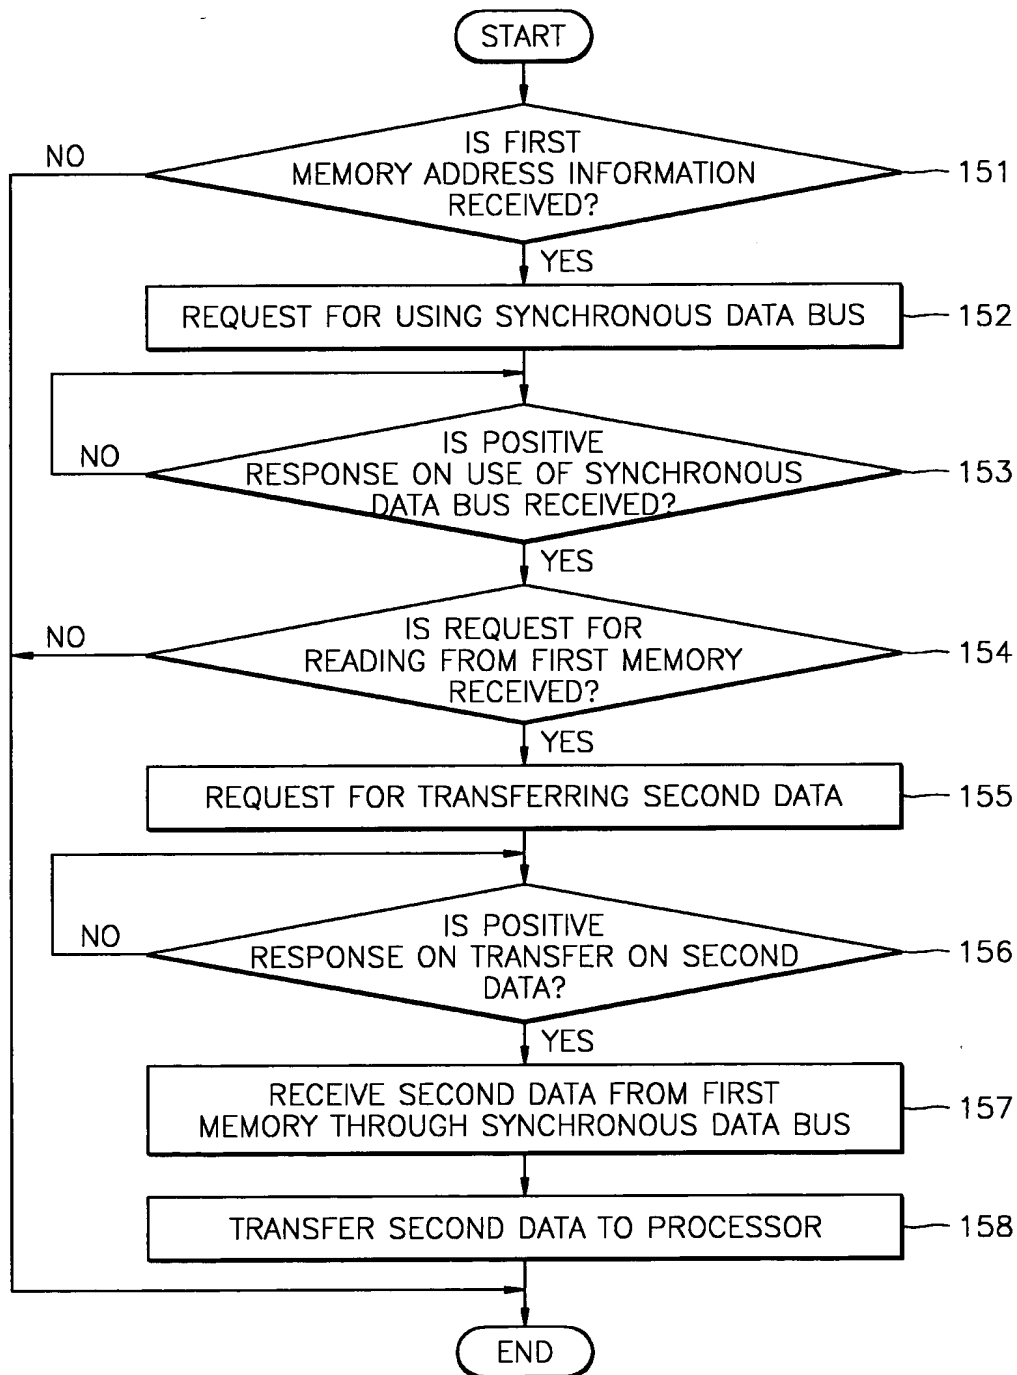 START
IS FIRST
MEMORY ADDRESS INFORMATION
RECEIVED?
NO
151
YES
REQUEST FOR USING SYNCHRONOUS DATA BUS
152
IS POSITIVE
RESPONSE ON USE OF SYNCHRONOUS
DATA BUS RECEIVED?
NO
153
YES
IS REQUEST FOR
READING FROM FIRST MEMORY
RECEIVED?
NO
154
YES
REQUEST FOR TRANSFERRING SECOND DATA
155
IS POSITIVE
RESPONSE ON TRANSFER ON SECOND
DATA?
NO
156
YES
RECEIVE SECOND DATA FROM FIRST
MEMORY THROUGH SYNCHRONOUS DATA BUS
157
TRANSFER SECOND DATA TO PROCESSOR
158
END